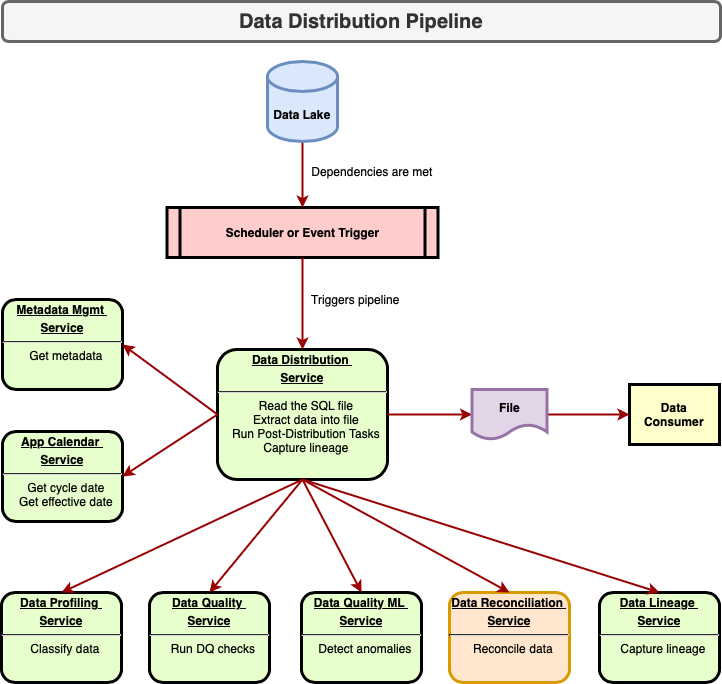 Data Distribution Pipeline
Data Lake
Dependencies are met
Scheduler or Event Trigger
Triggers pipeline
Metadata Mgmt
Service
Get metadata
Data Distribution
Service
Read the SQL file
Extract data into file
Run Post-Distribution Tasks
Capture lineage
File
Data
Consumer
App Calendar
Service
Get cycle date
Get effective date
Data Profiling
Service
Classify data
Data Quality
Service
Run DQ checks
Data Quality ML
Service
Detect anomalies
Data Reconciliation
Service
Reconcile data
Data Lineage
Service
Capture lineage